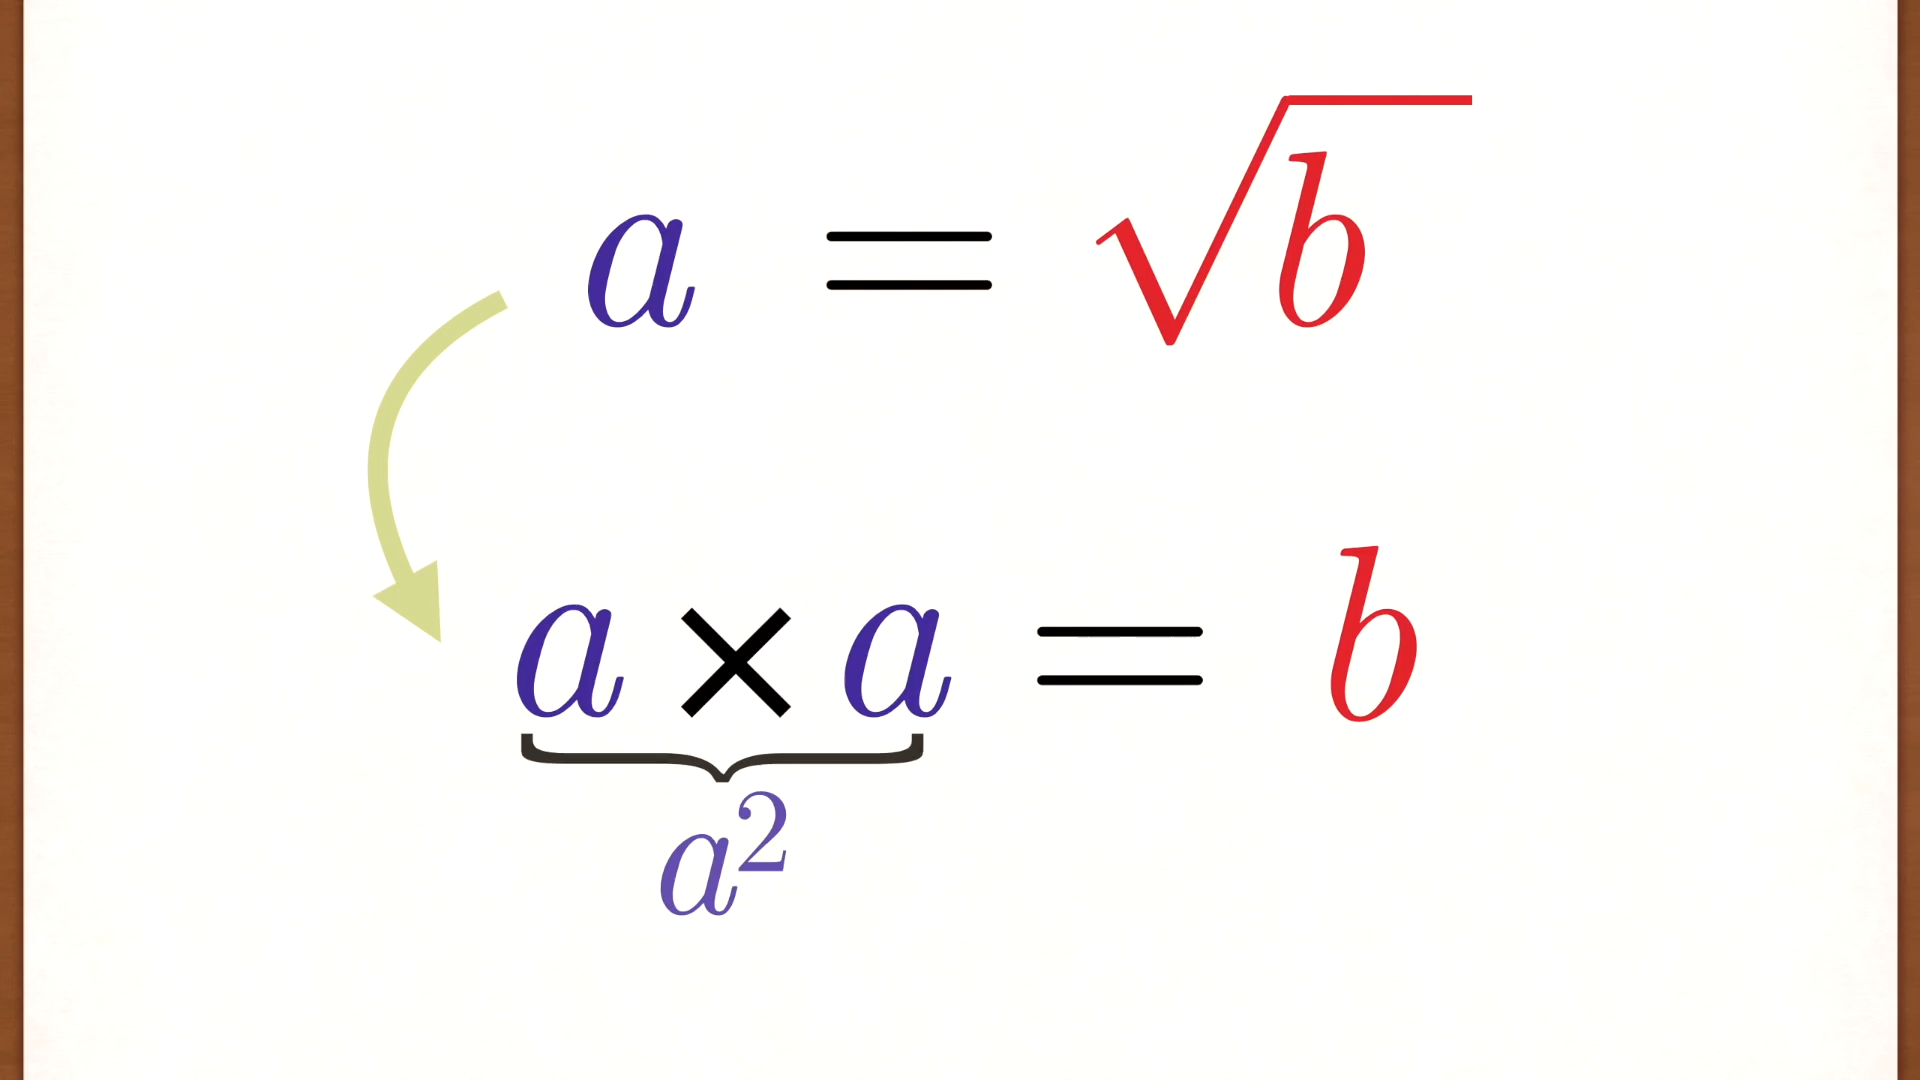 a = √b
a × a = b
a²